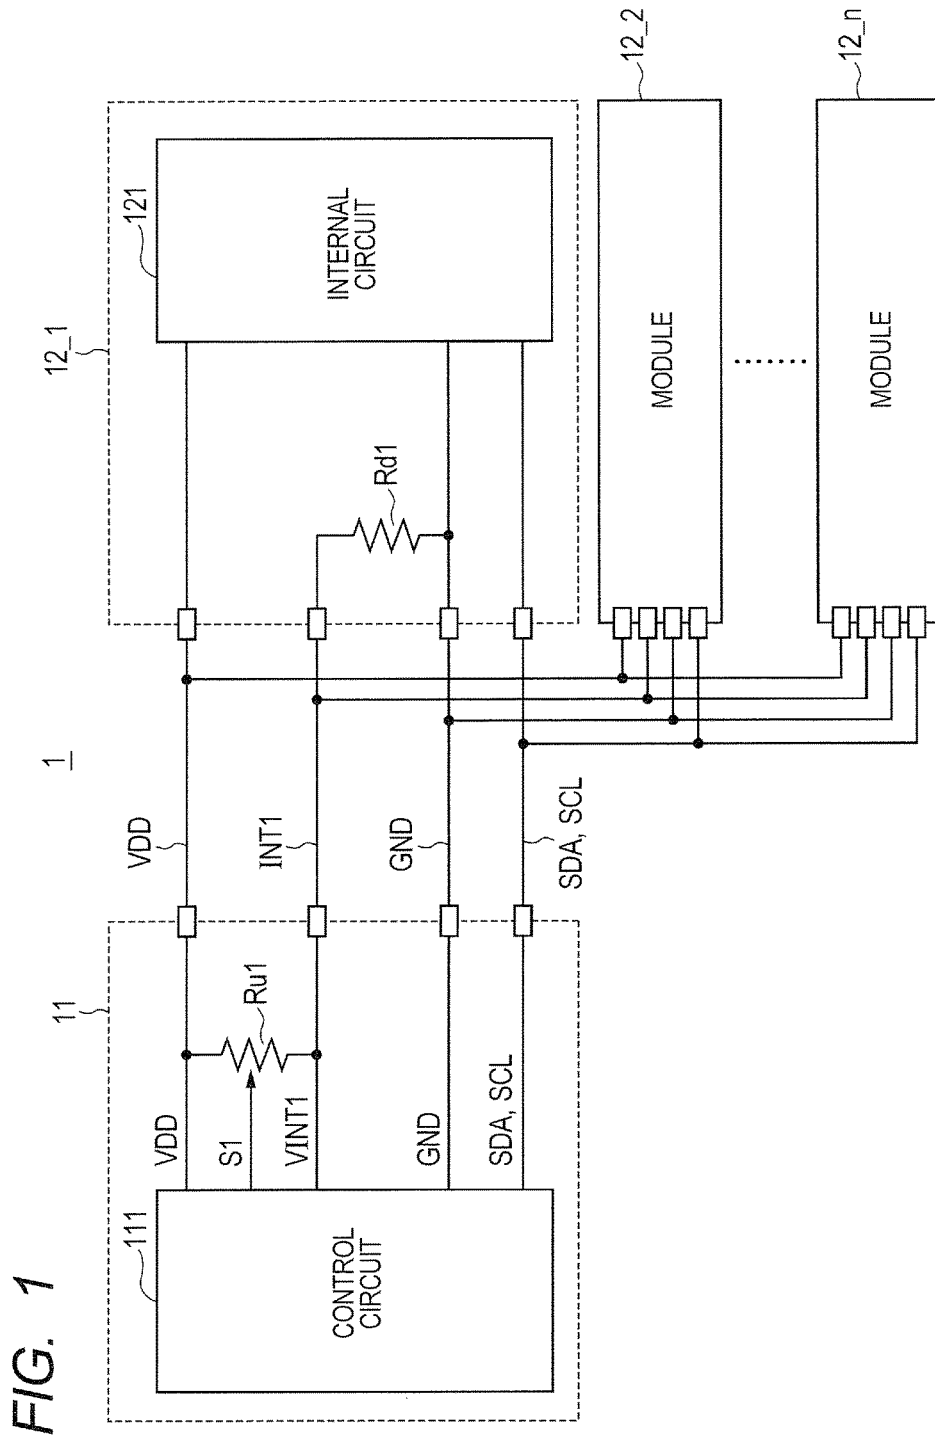 FIG. 1
1
11
111
CONTROL
CIRCUIT
VDD
S1
VINT1
GND
SDA, SCL
Ru1
VDD
INT1
GND
SDA, SCL
12_1
121
INTERNAL
CIRCUIT
Rd1
12_2
MODULE
12_n
MODULE